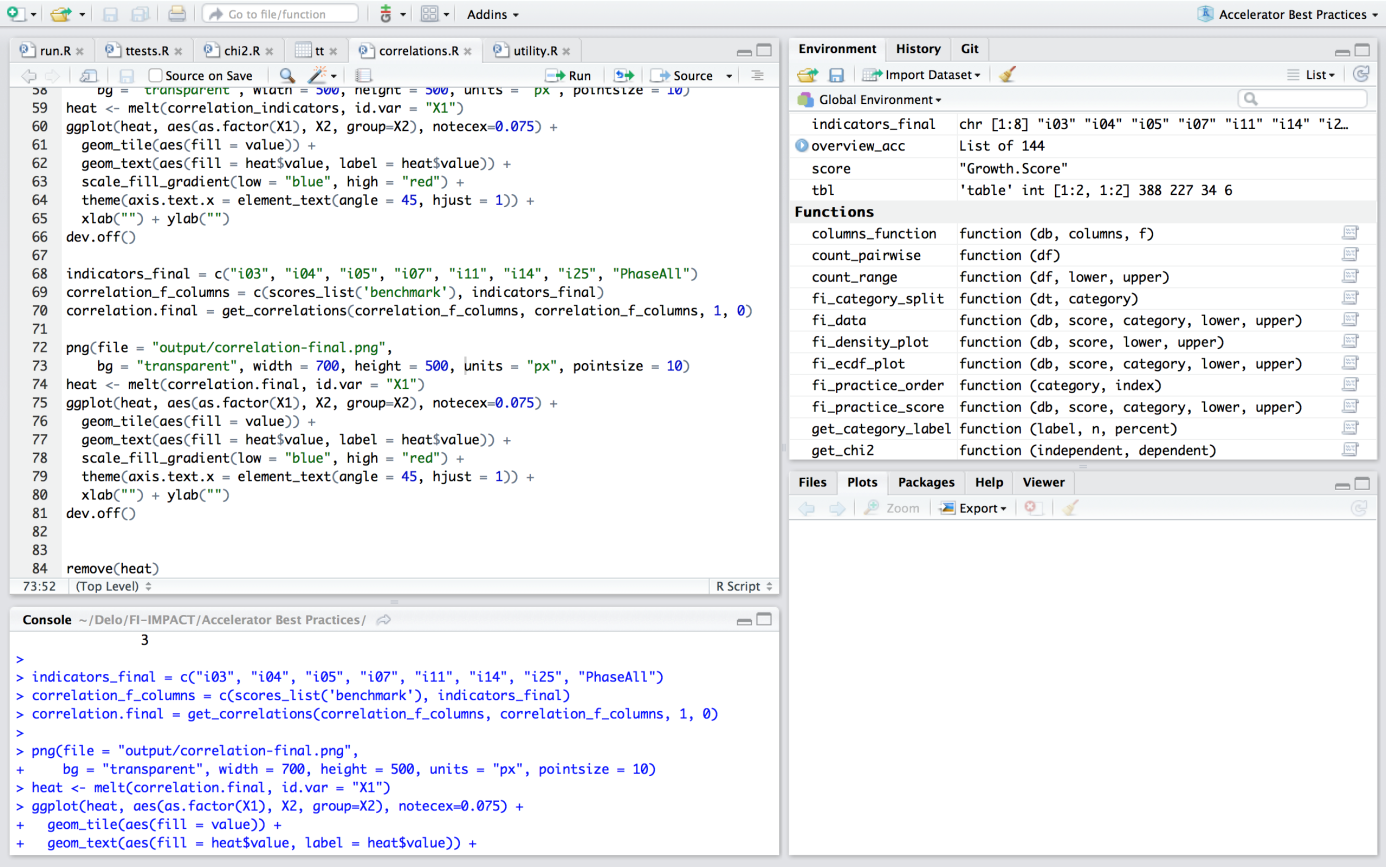 Go to file/function
Addins
Accelerator Best Practices
run.R
ttests.R
chi2.R
tt
correlations.R
utility.R
Source on Save
Run
Source
58 bg = "transparent", width = 500, height = 500, units = "px", pointsize = 10)
59 heat <- melt(correlation_indicators, id.var = "X1")
60 ggplot(heat, aes(as.factor(X1), X2, group=X2), notecex=0.075) +
61 geom_tile(aes(fill = value)) +
62 geom_text(aes(fill = heat$value, label = heat$value)) +
63 scale_fill_gradient(low = "blue", high = "red") +
64 theme(axis.text.x = element_text(angle = 45, hjust = 1)) +
65 xlab("") + ylab("")
66 dev.off()
67
68 indicators_final = c("i03", "i04", "i05", "i07", "i11", "i14", "i25", "PhaseAll")
69 correlation_f_columns = c(scores_list('benchmark'), indicators_final)
70 correlation.final = get_correlations(correlation_f_columns, correlation_f_columns, 1, 0)
71
72 png(file = "output/correlation-final.png",
73 bg = "transparent", width = 700, height = 500, units = "px", pointsize = 10)
74 heat <- melt(correlation.final, id.var = "X1")
75 ggplot(heat, aes(as.factor(X1), X2, group=X2), notecex=0.075) +
76 geom_tile(aes(fill = value)) +
77 geom_text(aes(fill = heat$value, label = heat$value)) +
78 scale_fill_gradient(low = "blue", high = "red") +
79 theme(axis.text.x = element_text(angle = 45, hjust = 1)) +
80 xlab("") + ylab("")
81 dev.off()
82
83
84 remove(heat)
73:52 (Top Level) R Script
Console ~/Delo/FI-IMPACT/Accelerator Best Practices/
3
>
> indicators_final = c("i03", "i04", "i05", "i07", "i11", "i14", "i25", "PhaseAll")
> correlation_f_columns = c(scores_list('benchmark'), indicators_final)
> correlation.final = get_correlations(correlation_f_columns, correlation_f_columns, 1, 0)
>
> png(file = "output/correlation-final.png",
+ bg = "transparent", width = 700, height = 500, units = "px", pointsize = 10)
> heat <- melt(correlation.final, id.var = "X1")
> ggplot(heat, aes(as.factor(X1), X2, group=X2), notecex=0.075) +
+ geom_tile(aes(fill = value)) +
+ geom_text(aes(fill = heat$value, label = heat$value)) +
Environment History Git
Import Dataset List
Global Environment
indicators_final chr [1:8] "i03" "i04" "i05" "i07" "i11" "i14" "i2…
overview_acc List of 144
score "Growth.Score"
tbl 'table' int [1:2, 1:2] 388 227 34 6
Functions
columns_function function (db, columns, f)
count_pairwise function (df)
count_range function (df, lower, upper)
fi_category_split function (dt, category)
fi_data function (db, score, category, lower, upper)
fi_density_plot function (db, score, lower, upper)
fi_ecdf_plot function (db, score, category, lower, upper)
fi_practice_order function (category, index)
fi_practice_score function (db, score, category, lower, upper)
get_category_label function (label, n, percent)
get_chi2 function (independent, dependent)
Files Plots Packages Help Viewer
Zoom Export